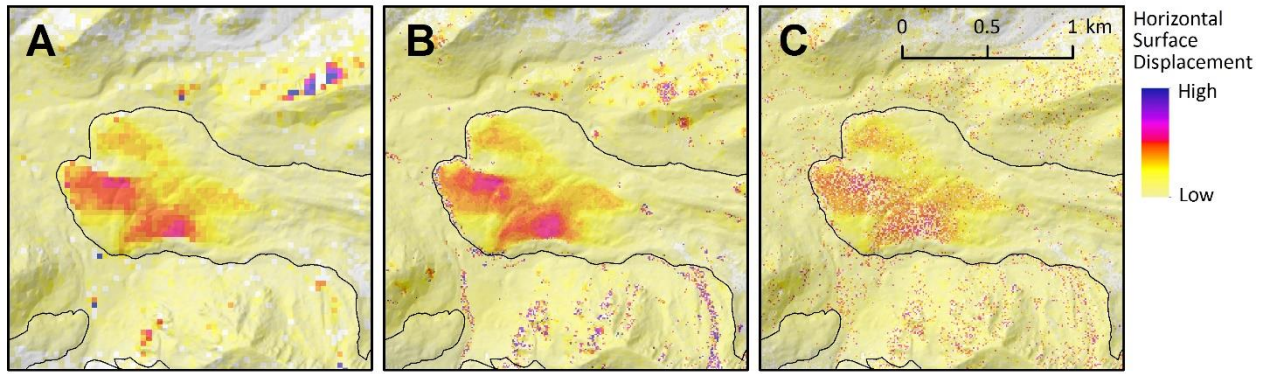 A
B
C
0 0.5 1 km
Horizontal
Surface
Displacement
High
Low